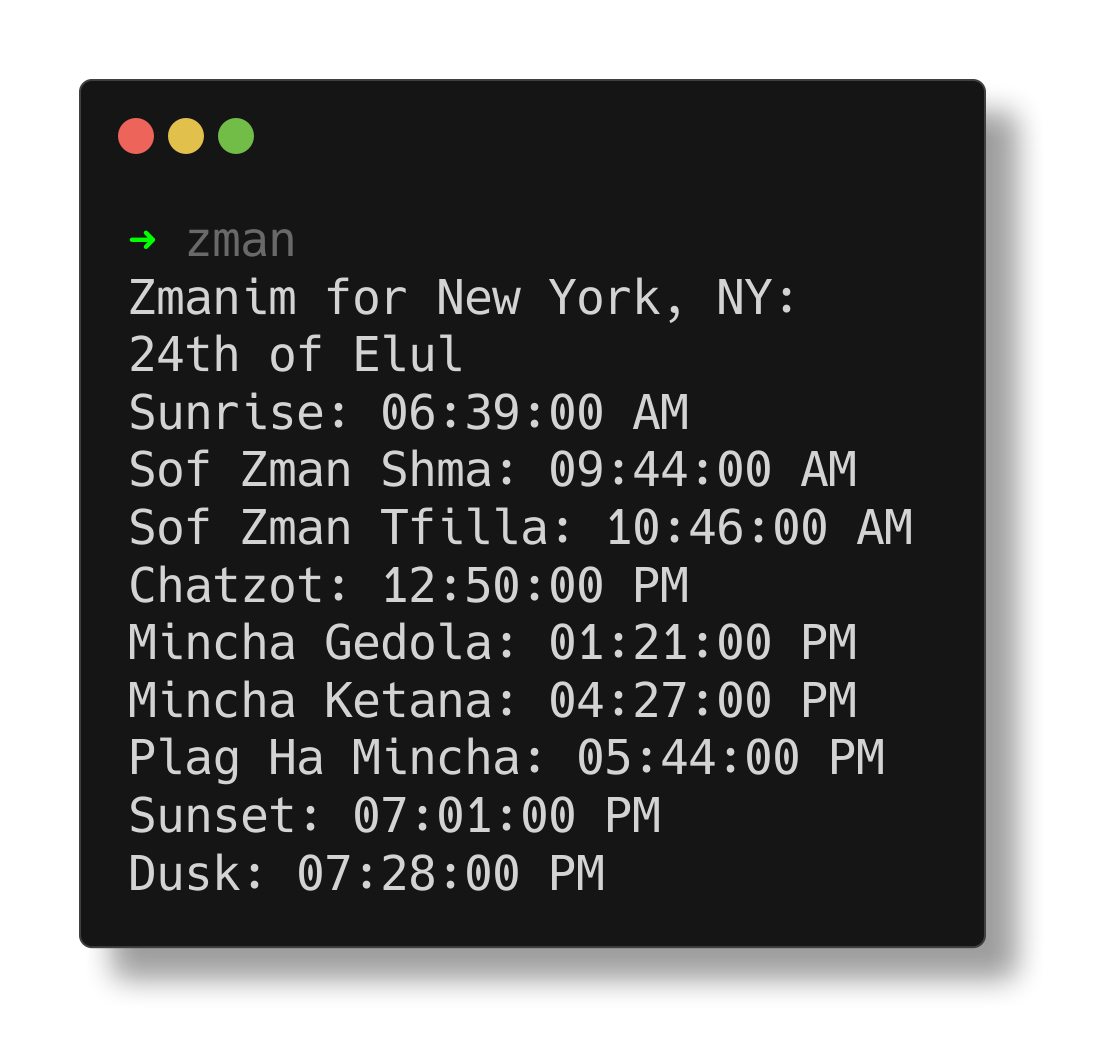 ➜ zman
Zmanim for New York, NY:
24th of Elul
Sunrise: 06:39:00 AM
Sof Zman Shma: 09:44:00 AM
Sof Zman Tfilla: 10:46:00 AM
Chatzot: 12:50:00 PM
Mincha Gedola: 01:21:00 PM
Mincha Ketana: 04:27:00 PM
Plag Ha Mincha: 05:44:00 PM
Sunset: 07:01:00 PM
Dusk: 07:28:00 PM